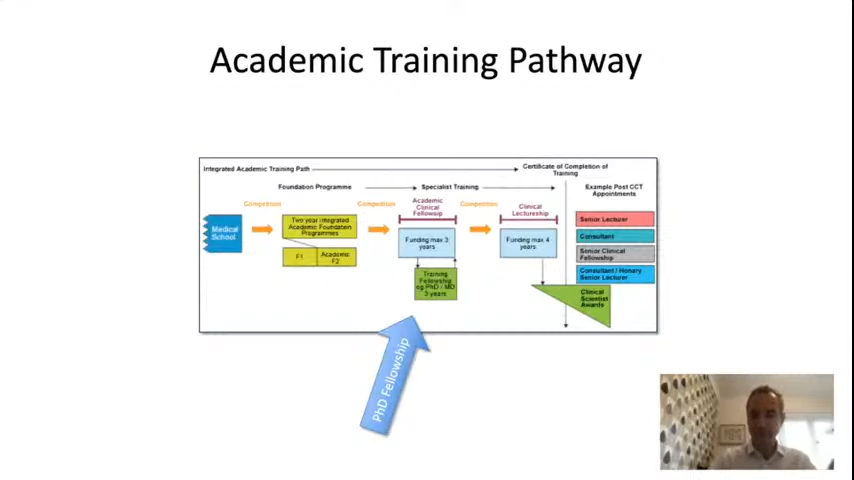 Academic Training Pathway
Integrated Academic Training Path
Certificate of Completion of
Training
Foundation Programme
Specialist Training
Example Post CCT
Appointments
Competition
Competition
Competition
Academic
Clinical
Fellowship
Clinical
Lectureship
Medical
School
Two year integrated
Academic Foundation
Programmes
F1
Academic
F2
Funding max 3
years
Training
Fellowship
eg PhD / MD
3 years
Funding max 4
years
Senior Lecturer
Consultant
Senior Clinical
Fellowship
Consultant / Honary
Senior Lecturer
Clinical
Scientist
Awards
PhD Fellowship